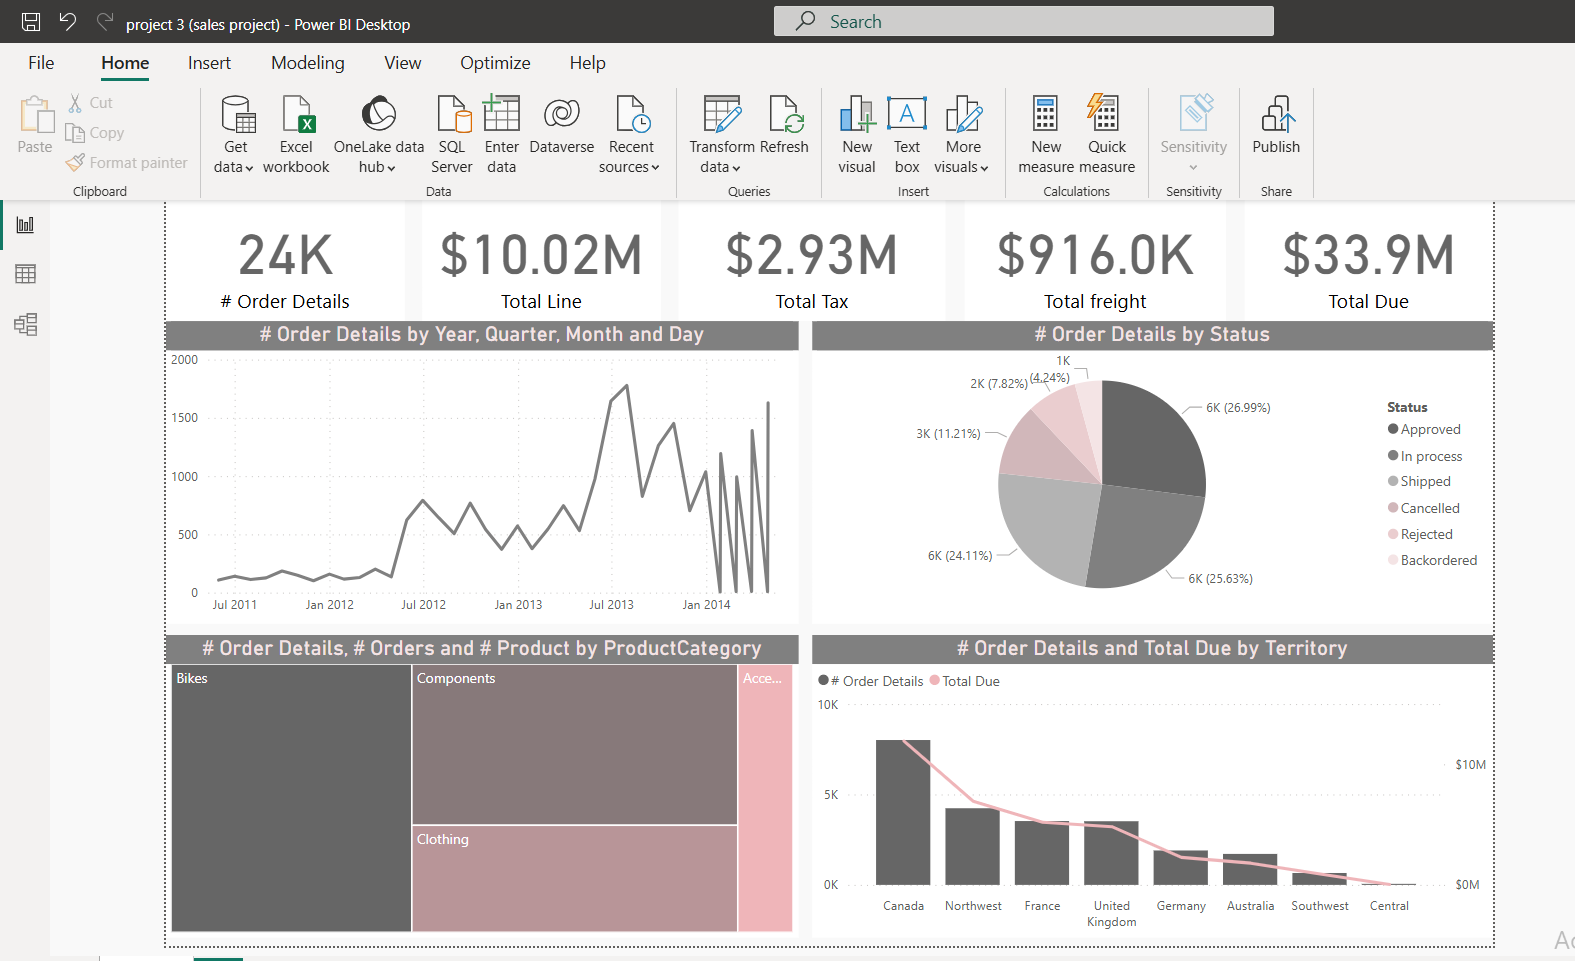 project 3 (sales project) - Power BI Desktop
Search
File Home Insert Modeling View Optimize Help
Paste
Cut
Copy
Format painter
Clipboard
Get data
Excel workbook
OneLake data hub
SQL Server
Enter data
Dataverse
Recent sources
Data
Transform data
Refresh
Queries
New visual
Text box
More visuals
Insert
New measure
Quick measure
Calculations
Sensitivity
Sensitivity
Publish
Share
24K
# Order Details
$10.02M
Total Line
$2.93M
Total Tax
$916.0K
Total freight
$33.9M
Total Due
# Order Details by Year, Quarter, Month and Day
2000
1500
1000
500
0
Jul 2011 Jan 2012 Jul 2012 Jan 2013 Jul 2013 Jan 2014
# Order Details by Status
1K
(4.24%)
2K (7.82%)
3K (11.21%)
6K (24.11%)
6K (26.99%)
6K (25.63%)
Status
Approved
In process
Shipped
Cancelled
Rejected
Backordered
# Order Details, # Orders and # Product by ProductCategory
Bikes
Components
Clothing
Acce...
# Order Details and Total Due by Territory
# Order Details Total Due
10K
5K
0K
$10M
$0M
Canada Northwest France United Kingdom Germany Australia Southwest Central